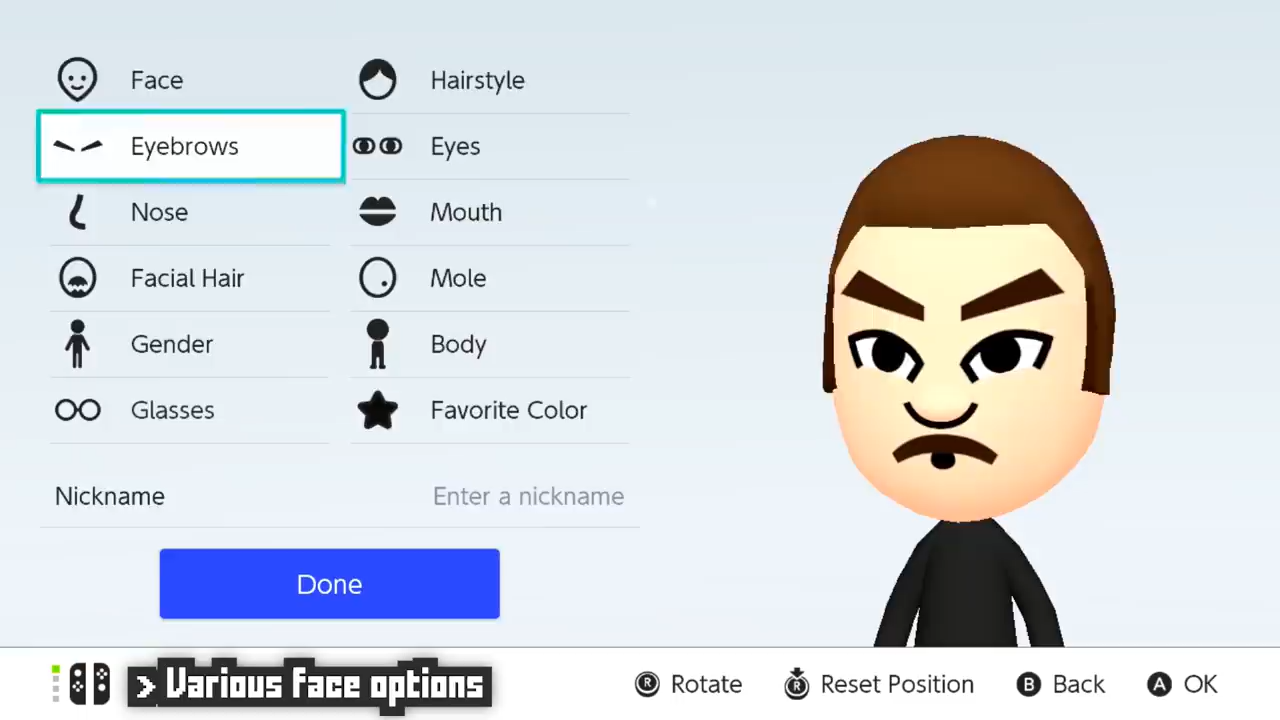 Face
Hairstyle
Eyebrows
Eyes
Nose
Mouth
Facial Hair
Mole
Gender
Body
Glasses
Favorite Color
Nickname
Enter a nickname
Done
> Various face options
R Rotate
R Reset Position
B Back
A OK